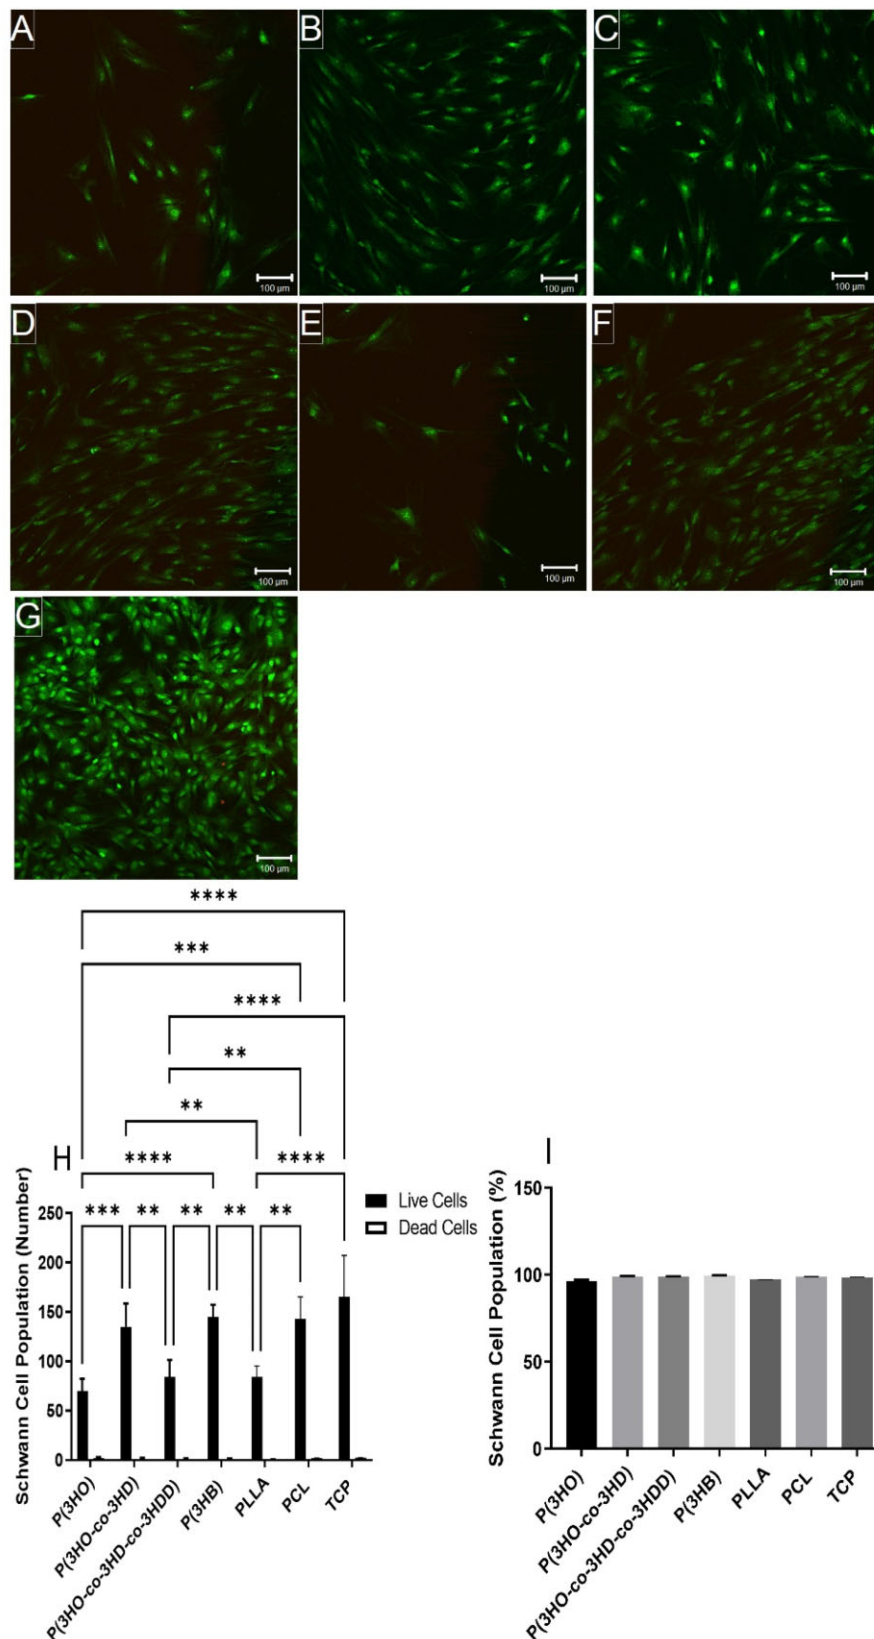 A
B
C
100 µm
100 µm
100 µm
D
E
F
100 µm
100 µm
100 µm
G
100 µm
****
***
****
**
**
H
****
****
***
**
**
**
**
Live Cells
Dead Cells
Schwann Cell Population (Number)
250
200
150
100
50
0
P(3HO)
P(3HO-co-3HD)
P(3HO-co-3HD-co-3HDD)
P(3HB)
PLLA
PCL
TCP
I
Schwann Cell Population (%)
150
100
50
0
P(3HO)
P(3HO-co-3HD)
P(3HO-co-3HD-co-3HDD)
P(3HB)
PLLA
PCL
TCP